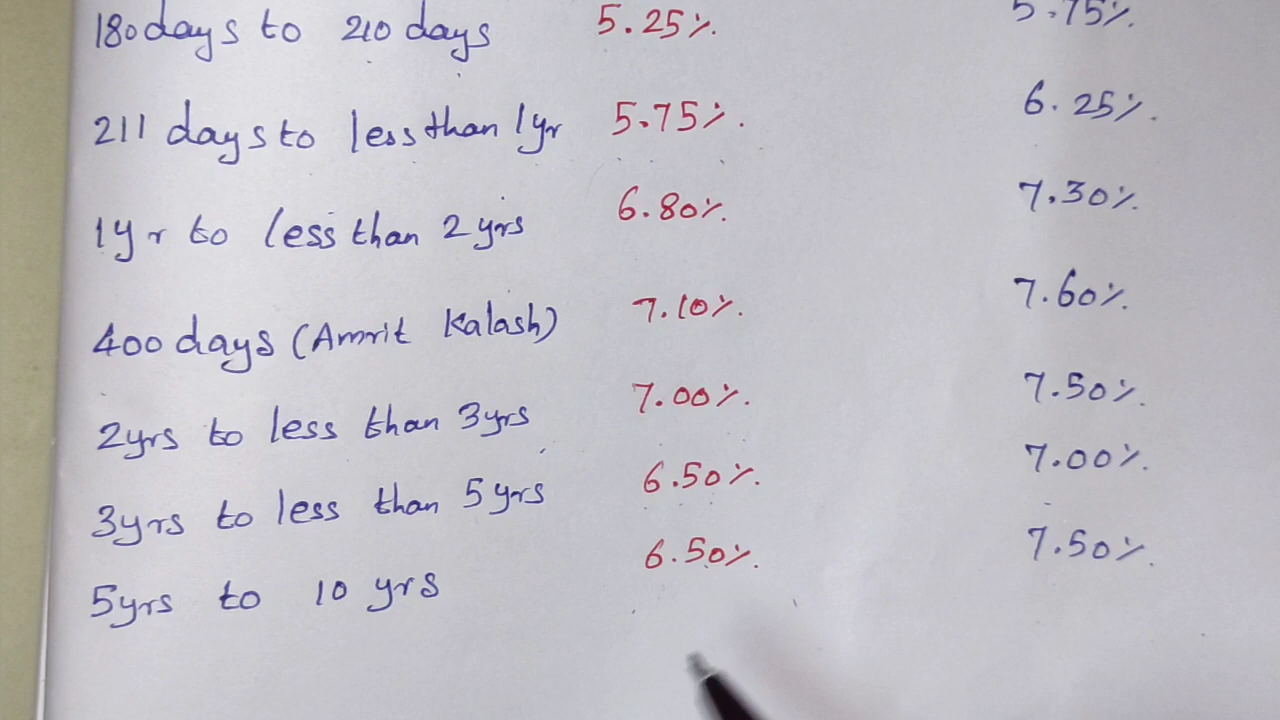 180 days to 210 days 5.25% 5.75%
211 days to less than 1yr 5.75%. 6.25%.
1yr to less than 2 yrs 6.80%. 7.30%.
400 days (Amrit Kalash) 7.10%. 7.60%.
2yrs to less than 3yrs 7.00%. 7.50%.
3yrs to less than 5yrs 6.50%. 7.00%.
5yrs to 10 yrs 6.50%. 7.50%.